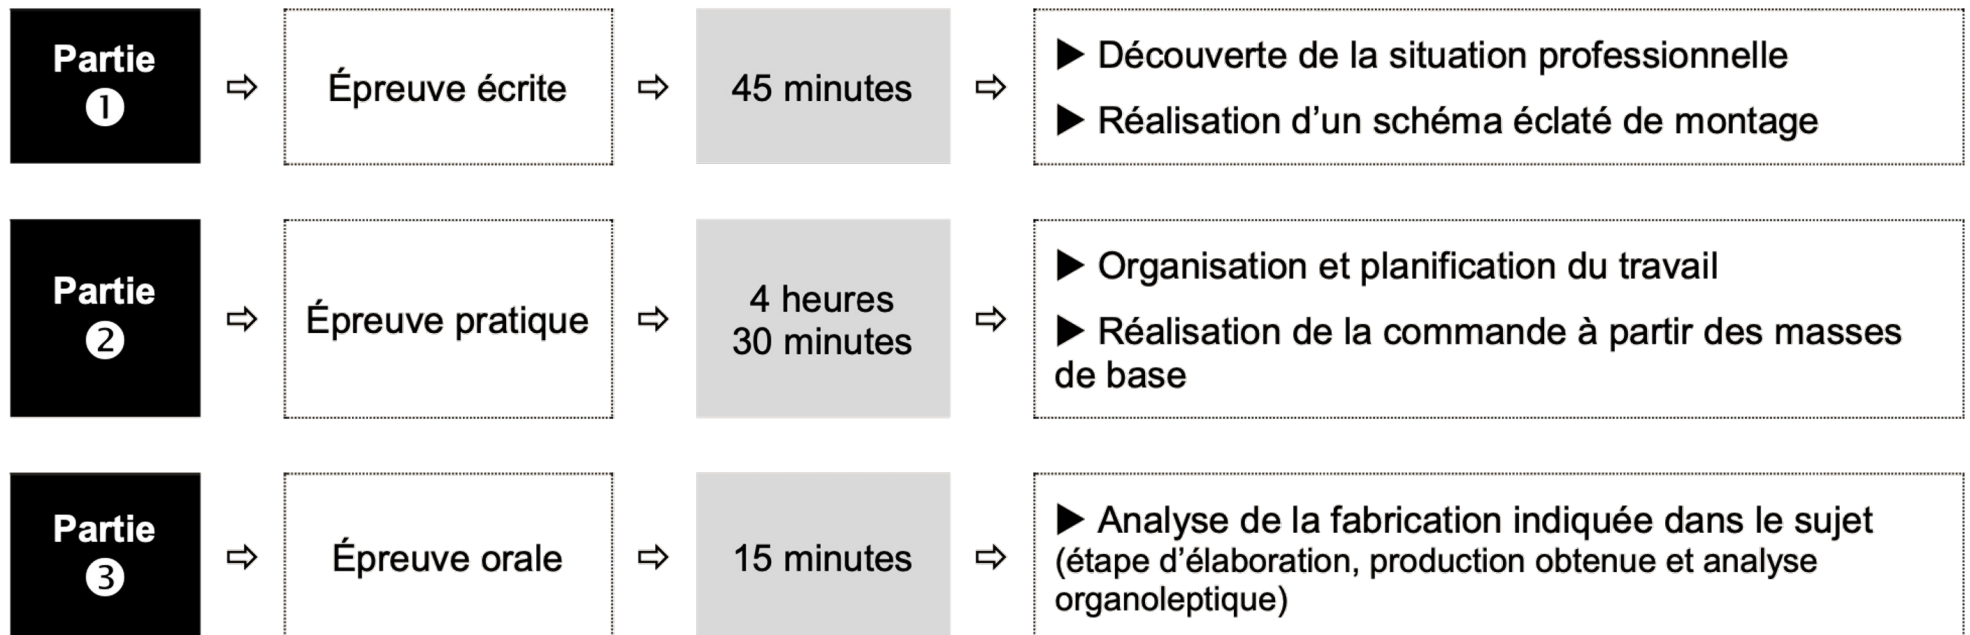 Partie
❶
⇨
Épreuve écrite
⇨
45 minutes
⇨
▶ Découverte de la situation professionnelle
▶ Réalisation d’un schéma éclaté de montage
Partie
❷
⇨
Épreuve pratique
⇨
4 heures
30 minutes
⇨
▶ Organisation et planification du travail
▶ Réalisation de la commande à partir des masses
de base
Partie
❸
⇨
Épreuve orale
⇨
15 minutes
⇨
▶ Analyse de la fabrication indiquée dans le sujet
(étape d’élaboration, production obtenue et analyse
organoleptique)